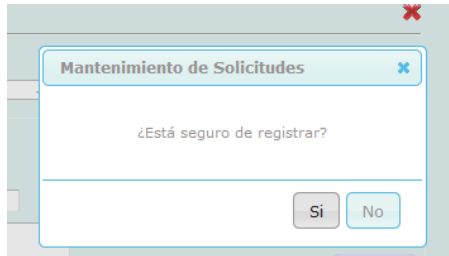 Mantenimiento de Solicitudes
¿Está seguro de registrar?
Si
No